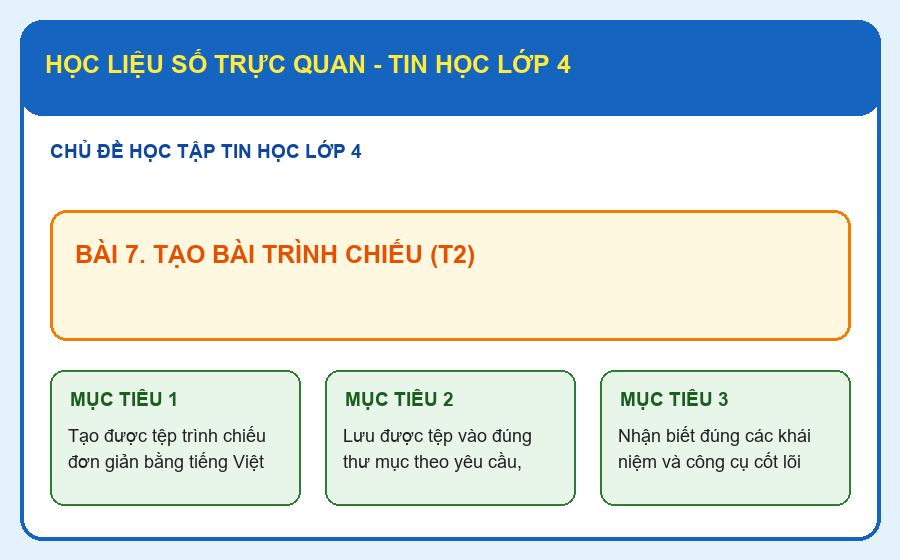 HỌC LIỆU SỐ TRỰC QUAN - TIN HỌC LỚP 4
CHỦ ĐỀ HỌC TẬP TIN HỌC LỚP 4
BÀI 7. TẠO BÀI TRÌNH CHIẾU (T2)
MỤC TIÊU 1
Tạo được tệp trình chiếu
đơn giản bằng tiếng Việt
MỤC TIÊU 2
Lưu được tệp vào đúng
thư mục theo yêu cầu,
MỤC TIÊU 3
Nhận biết đúng các khái
niệm và công cụ cốt lõi